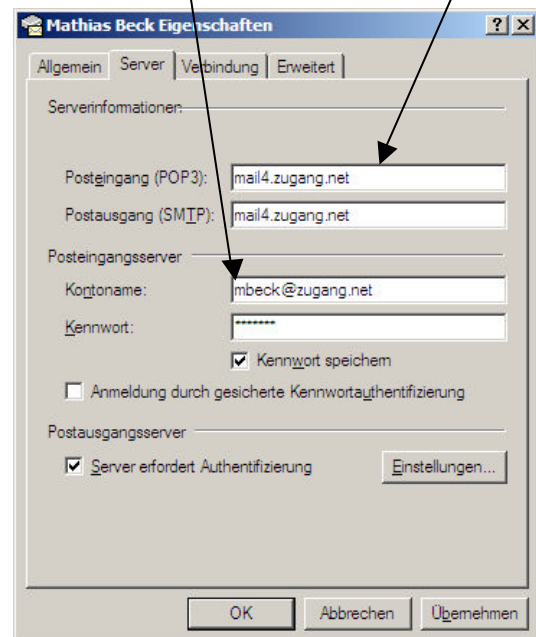 Mathias Beck Eigenschaften
Allgemein Server Verbindung Erweitert
Serverinformationen
Posteingang (POP3): mail4.zugang.net
Postausgang (SMTP): mail4.zugang.net
Posteingangsserver
Kontoname: mbeck@zugang.net
Kennwort: *******
Kennwort speichern
Anmeldung durch gesicherte Kennwortauthentifizierung
Postausgangsserver
Server erfordert Authentifizierung Einstellungen...
OK Abbrechen Übernehmen